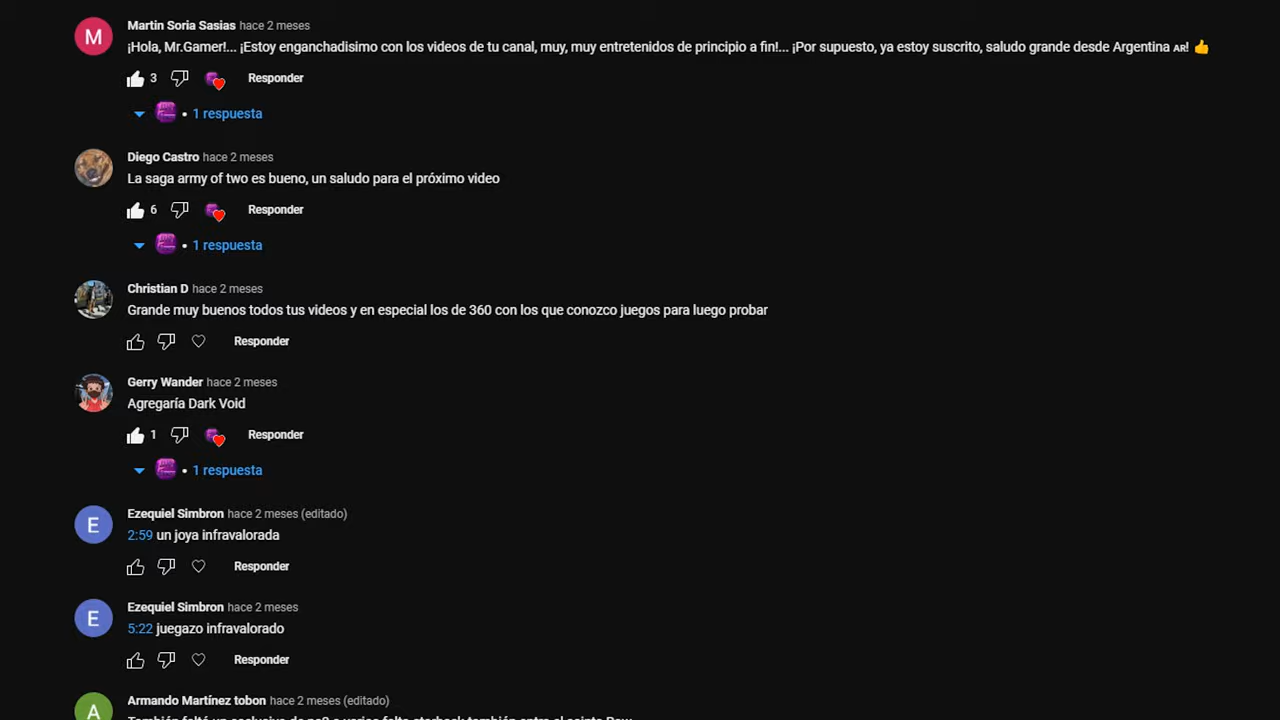 M
Martin Soria Sasias hace 2 meses
¡Hola, Mr.Gamer!... ¡Estoy enganchadisimo con los videos de tu canal, muy, muy entretenidos de principio a fin!... ¡Por supuesto, ya estoy suscrito, saludo grande desde Argentina 🇦🇷! 👍
3 Responder
• 1 respuesta
Diego Castro hace 2 meses
La saga army of two es bueno, un saludo para el próximo video
6 Responder
• 1 respuesta
Christian D hace 2 meses
Grande muy buenos todos tus videos y en especial los de 360 con los que conozco juegos para luego probar
Responder
Gerry Wander hace 2 meses
Agregaría Dark Void
1 Responder
• 1 respuesta
E
Ezequiel Simbron hace 2 meses (editado)
2:59 un joya infravalorada
Responder
E
Ezequiel Simbron hace 2 meses
5:22 juegazo infravalorado
Responder
A
Armando Martínez tobon hace 2 meses (editado)